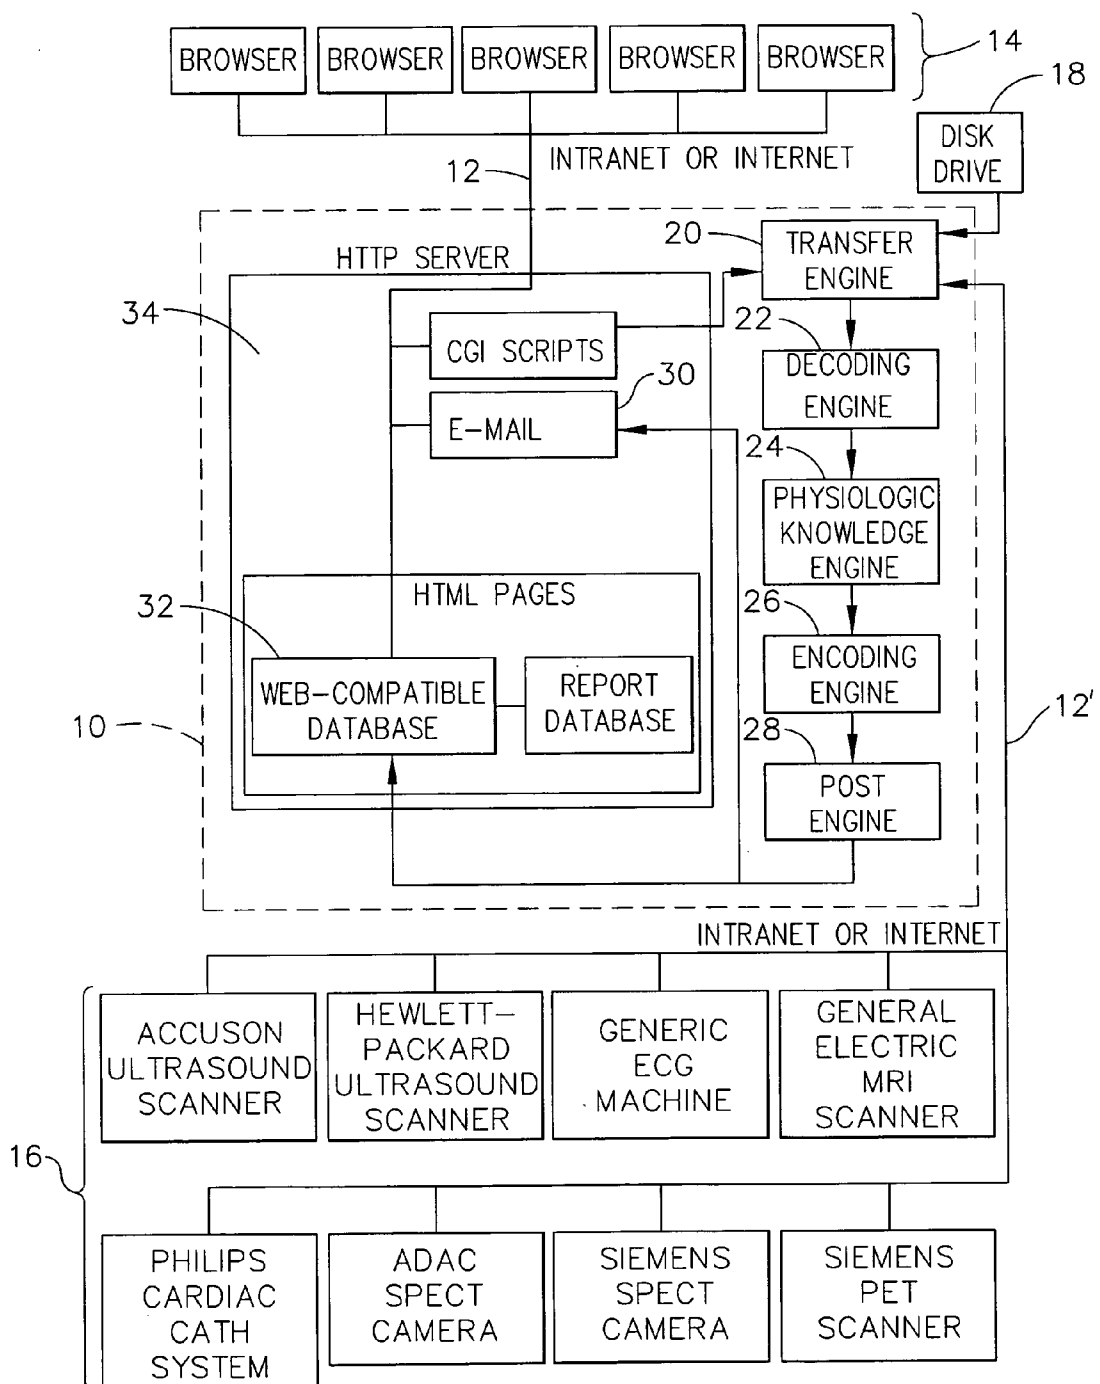 BROWSER BROWSER BROWSER BROWSER BROWSER
14
18
DISK
DRIVE
INTRANET OR INTERNET
12
20
TRANSFER
ENGINE
HTTP SERVER
34
22
CGI SCRIPTS
DECODING
ENGINE
30
E-MAIL
24
PHYSIOLOGIC
KNOWLEDGE
ENGINE
HTML PAGES
32
26
ENCODING
ENGINE
WEB-COMPATIBLE
DATABASE
REPORT
DATABASE
10
12'
28
POST
ENGINE
INTRANET OR INTERNET
ACCUSON
ULTRASOUND
SCANNER
HEWLETT-
PACKARD
ULTRASOUND
SCANNER
GENERIC
ECG
MACHINE
GENERAL
ELECTRIC
MRI
SCANNER
16
PHILIPS
CARDIAC
CATH
SYSTEM
ADAC
SPECT
CAMERA
SIEMENS
SPECT
CAMERA
SIEMENS
PET
SCANNER